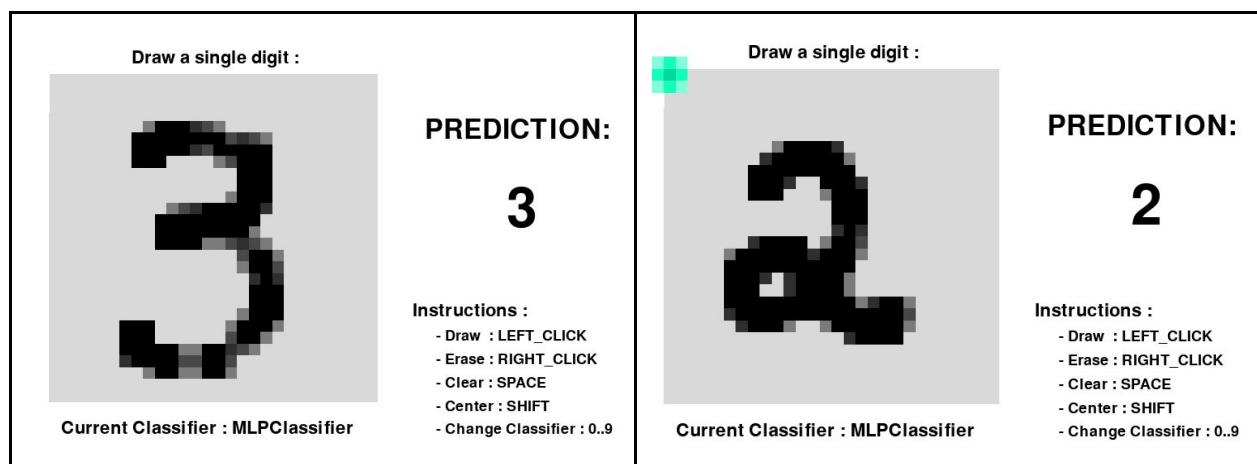 Draw a single digit :
3
PREDICTION:
3
Instructions :
- Draw : LEFT_CLICK
- Erase : RIGHT_CLICK
- Clear : SPACE
- Center : SHIFT
- Change Classifier : 0..9
Current Classifier : MLPClassifier
Draw a single digit :
2
PREDICTION:
2
Instructions :
- Draw : LEFT_CLICK
- Erase : RIGHT_CLICK
- Clear : SPACE
- Center : SHIFT
- Change Classifier : 0..9
Current Classifier : MLPClassifier